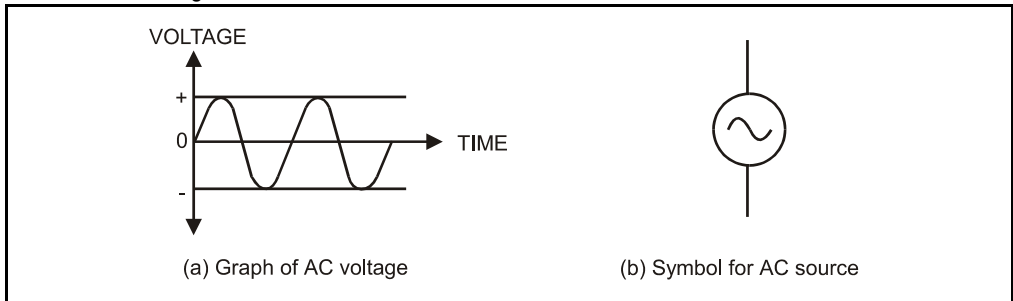 VOLTAGE
+
0
TIME
-
(a) Graph of AC voltage
(b) Symbol for AC source